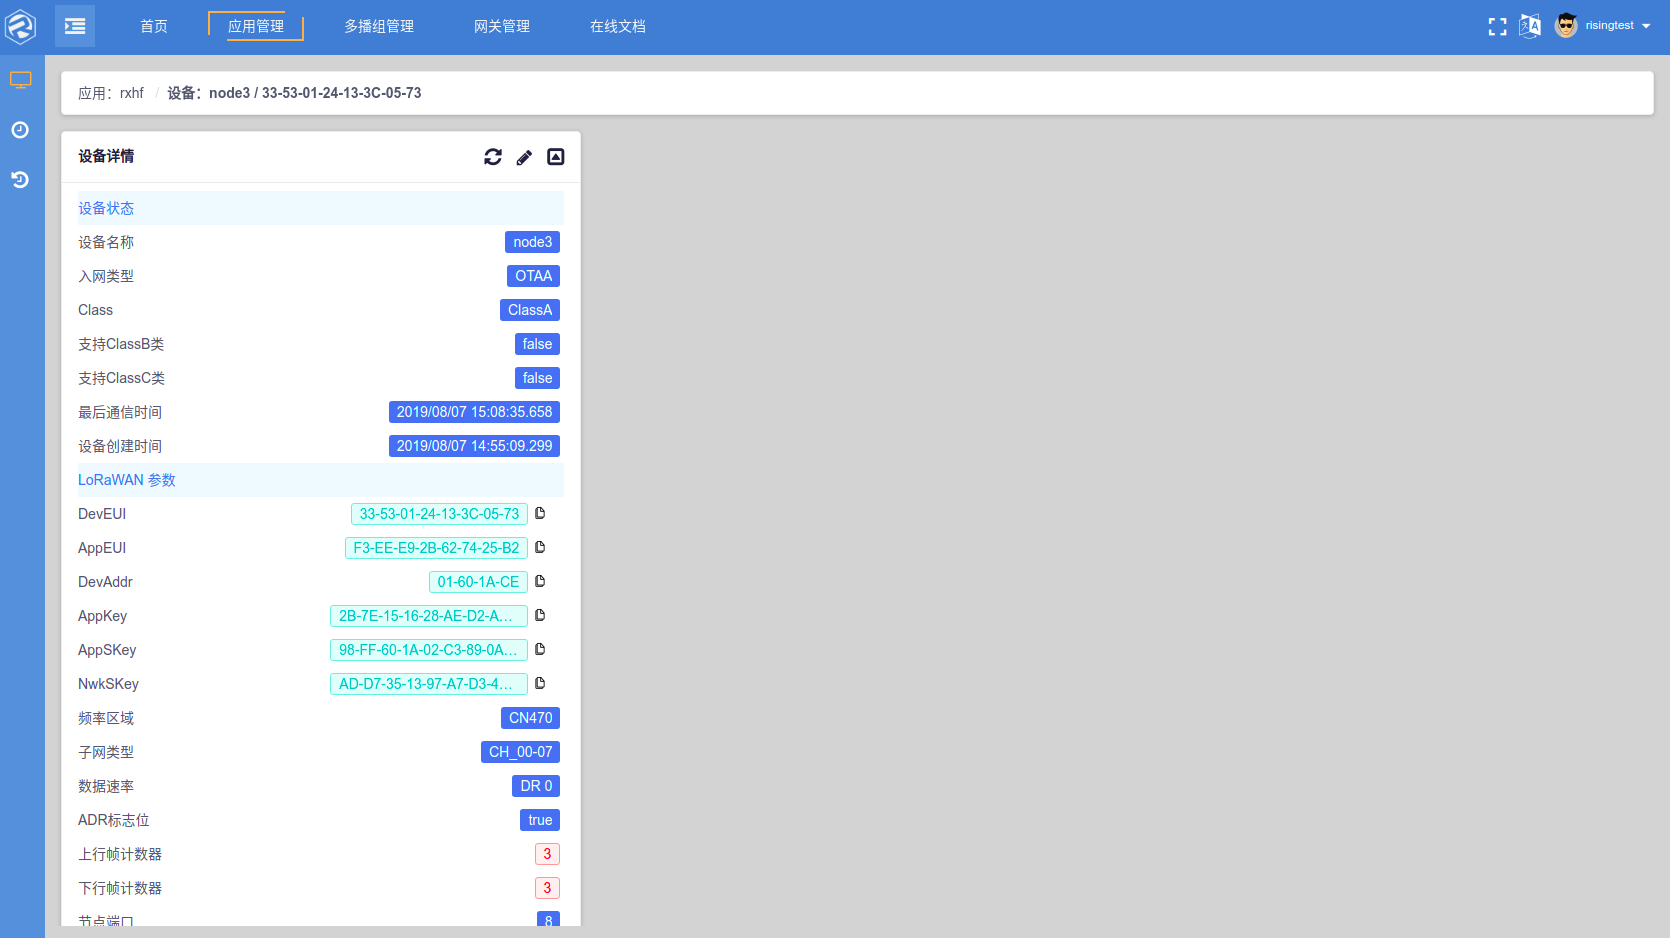 首页 应用管理 多播组管理 网关管理 在线文档 risingtest
应用：rxhf / 设备：node3 / 33-53-01-24-13-3C-05-73
设备详情
设备状态
设备名称 node3
入网类型 OTAA
Class ClassA
支持ClassB类 false
支持ClassC类 false
最后通信时间 2019/08/07 15:08:35.658
设备创建时间 2019/08/07 14:55:09.299
LoRaWAN 参数
DevEUI 33-53-01-24-13-3C-05-73
AppEUI F3-EE-E9-2B-62-74-25-B2
DevAddr 01-60-1A-CE
AppKey 2B-7E-15-16-28-AE-D2-A...
AppSKey 98-FF-60-1A-02-C3-89-0A...
NwkSKey AD-D7-35-13-97-A7-D3-4...
频率区域 CN470
子网类型 CH_00-07
数据速率 DR 0
ADR标志位 true
上行帧计数器 3
下行帧计数器 3
节点端口 8